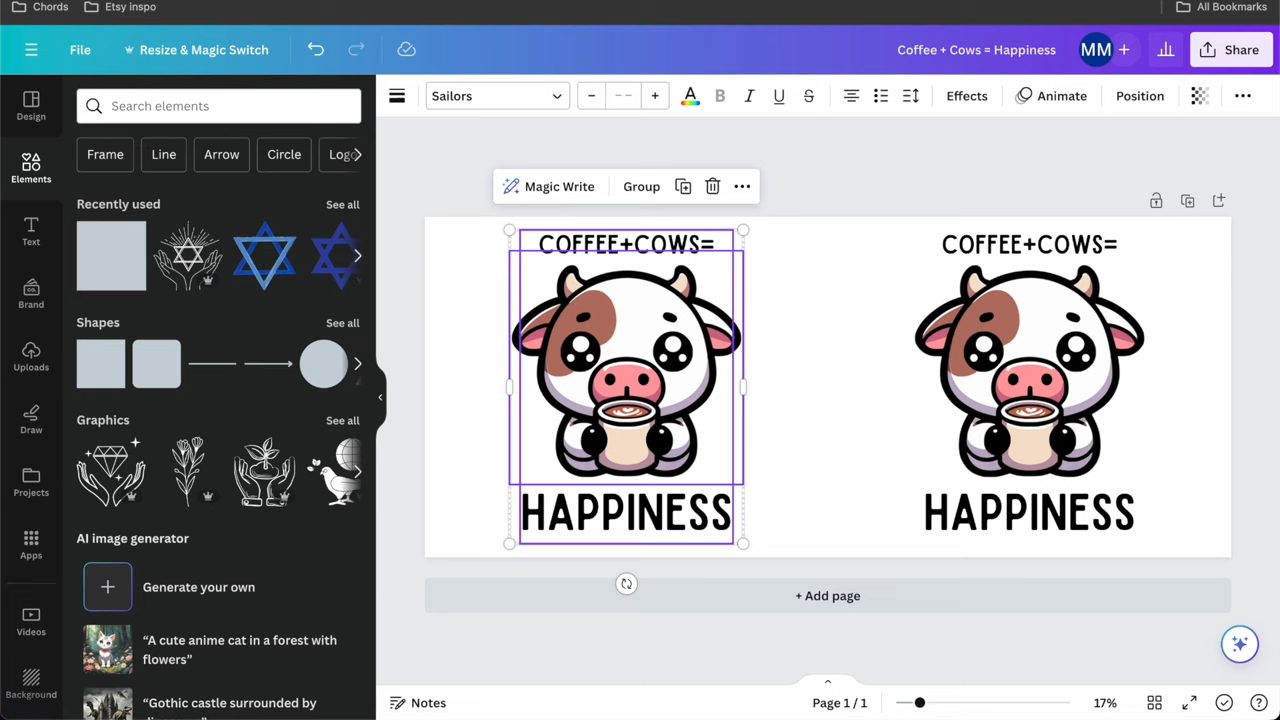 Chords
Etsy inspo
All Bookmarks
File
Resize & Magic Switch
Coffee + Cows = Happiness
MM
Share
Design
Elements
Text
Brand
Uploads
Draw
Projects
Apps
Videos
Background
Search elements
Frame
Line
Arrow
Circle
Logo
Recently used
See all
Shapes
See all
Graphics
See all
AI image generator
Generate your own
“A cute anime cat in a forest with
flowers”
“Gothic castle surrounded by
Sailors
− -- +
A
B
I
U
S
Effects
Animate
Position
Magic Write
Group
COFFEE+COWS=
HAPPINESS
COFFEE+COWS=
HAPPINESS
+ Add page
Notes
Page 1 / 1
17%